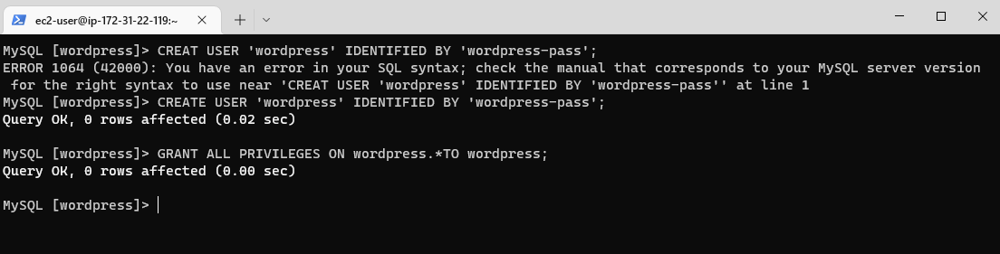 ec2-user@ip-172-31-22-119:~
MySQL [wordpress]> CREAT USER 'wordpress' IDENTIFIED BY 'wordpress-pass';
ERROR 1064 (42000): You have an error in your SQL syntax; check the manual that corresponds to your MySQL server version
for the right syntax to use near 'CREAT USER 'wordpress' IDENTIFIED BY 'wordpress-pass'' at line 1
MySQL [wordpress]> CREATE USER 'wordpress' IDENTIFIED BY 'wordpress-pass';
Query OK, 0 rows affected (0.02 sec)
MySQL [wordpress]> GRANT ALL PRIVILEGES ON wordpress.*TO wordpress;
Query OK, 0 rows affected (0.00 sec)
MySQL [wordpress]>